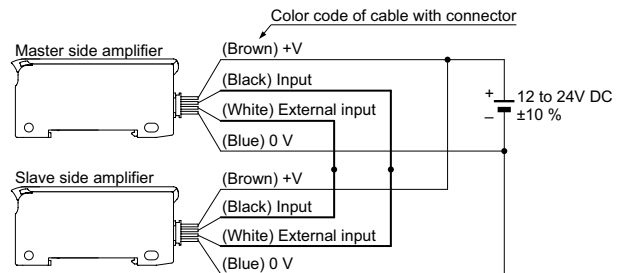 Color code of cable with connector
Master side amplifier
(Brown) +V
(Black) Input
(White) External input
(Blue) 0 V
+
–
12 to 24V DC
±10 %
Slave side amplifier
(Brown) +V
(Black) Input
(White) External input
(Blue) 0 V